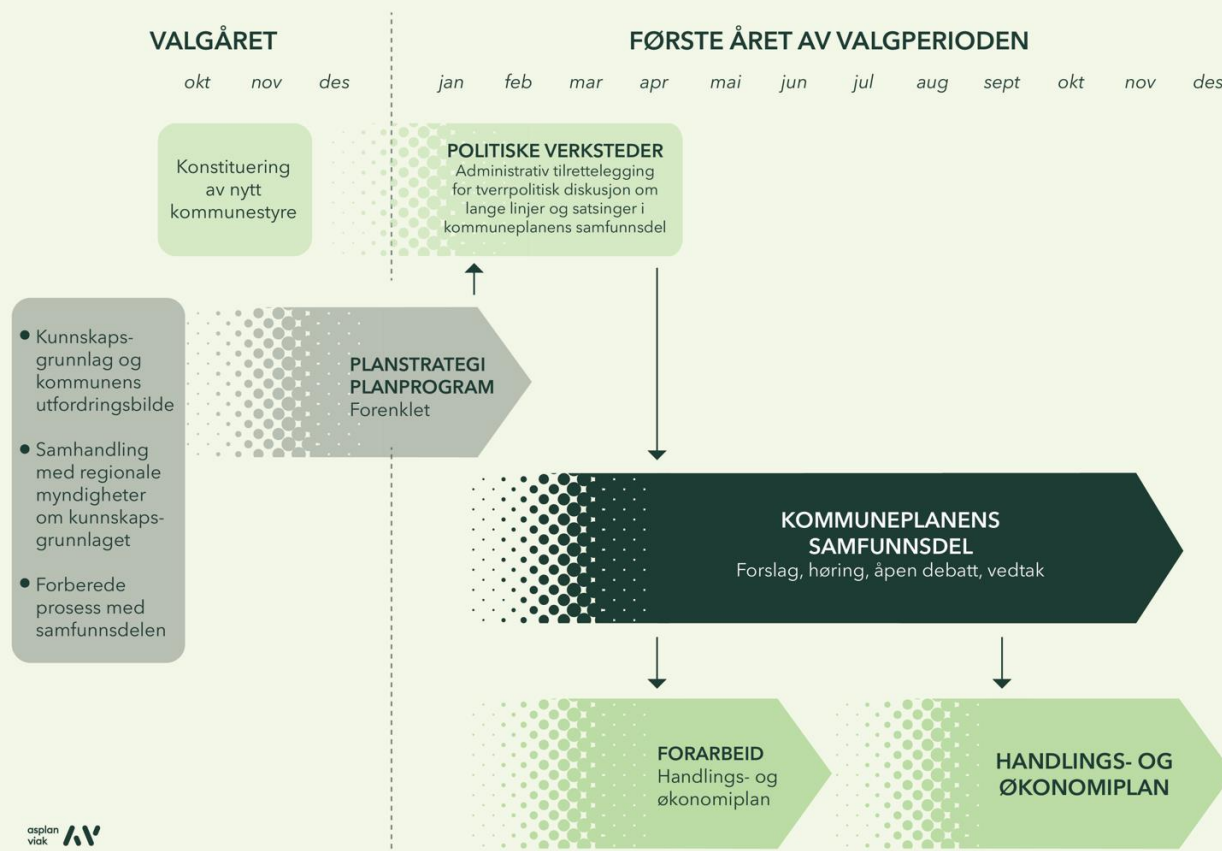 VALGÅRET
FØRSTE ÅRET AV VALGPERIODEN
okt nov des jan feb mar apr mai jun jul aug sept okt nov des
Konstituering
av nytt
kommunestyre
POLITISKE VERKSTEDER
Administrativ tilrettelegging
for tverrpolitisk diskusjon om
lange linjer og satsinger i
kommuneplanens samfunnsdel
• Kunnskaps-
grunnlag og
kommunens
utfordringsbilde
• Samhandling
med regionale
myndigheter
om kunnskaps-
grunnlaget
• Forberede
prosess med
samfunnsdelen
PLANSTRATEGI
PLANPROGRAM
Forenklet
KOMMUNEPLANENS
SAMFUNNSDEL
Forslag, høring, åpen debatt, vedtak
FORARBEID
Handlings- og
økonomiplan
HANDLINGS- OG
ØKONOMIPLAN
asplan
viak